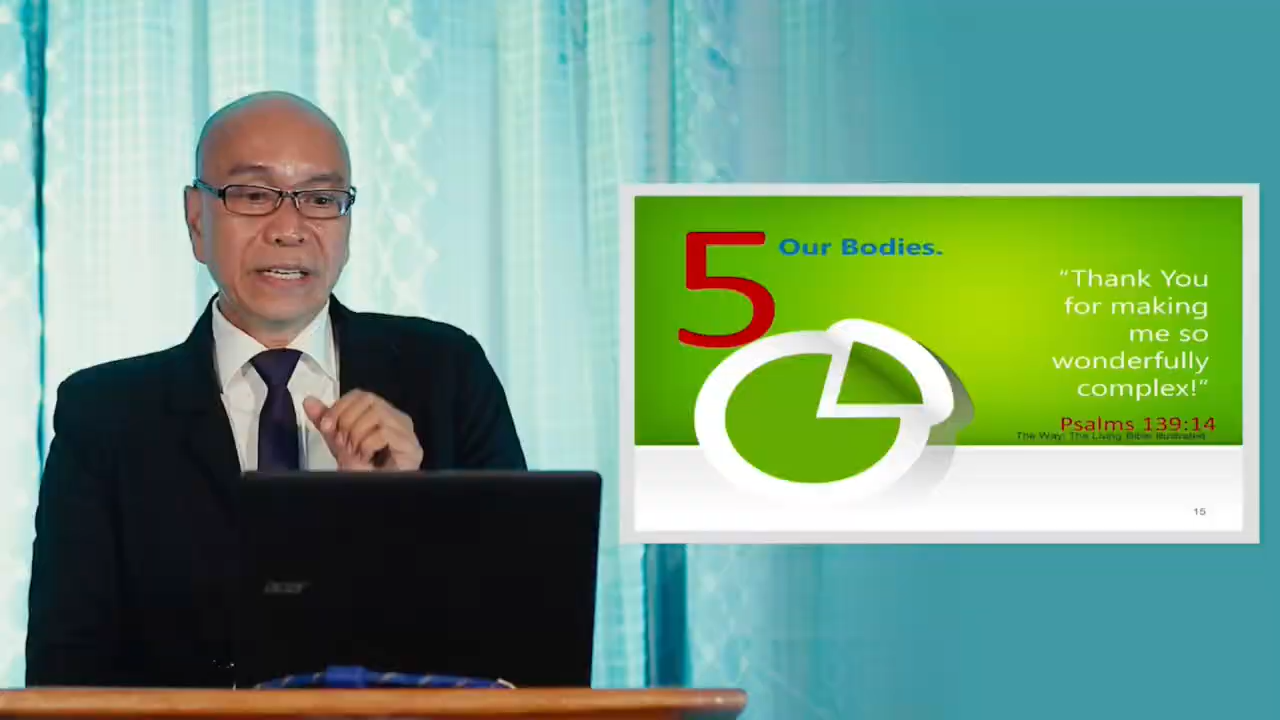 5
Our Bodies.
“Thank You
for making
me so
wonderfully
complex!”
Psalms 139:14
The Way: The Living Bible Illustrated
15
acer